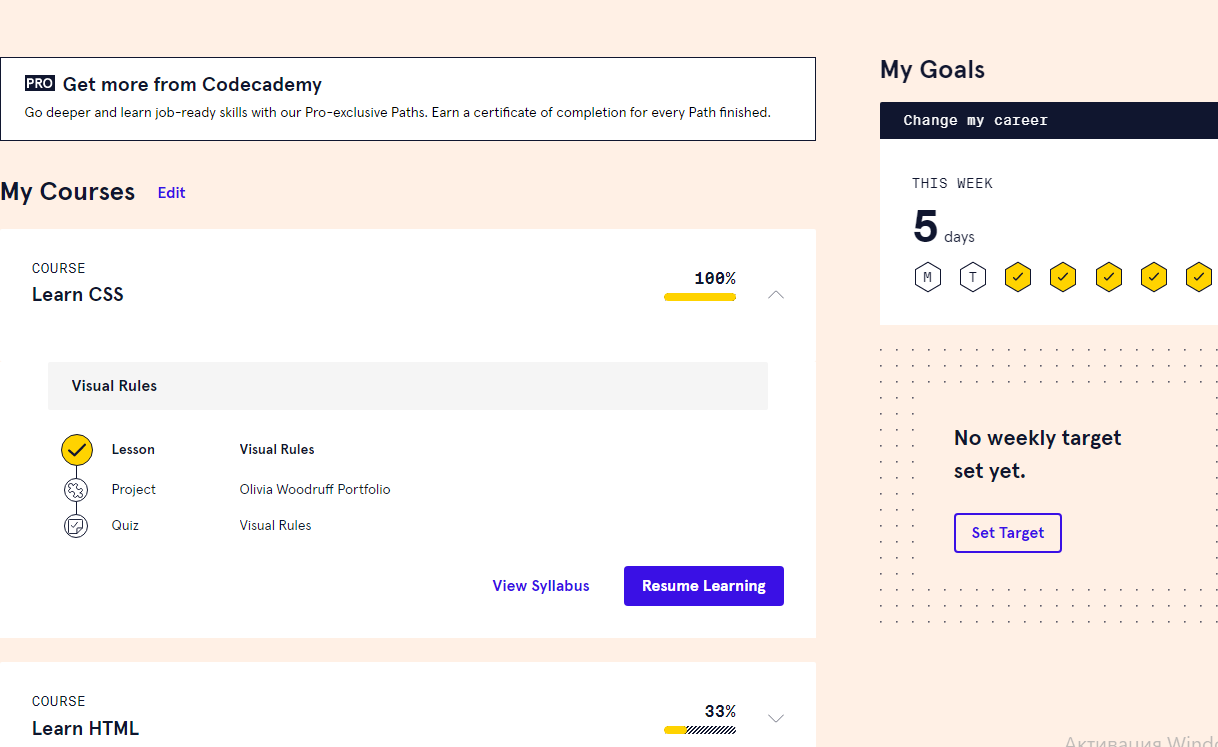 PRO Get more from Codecademy
Go deeper and learn job-ready skills with our Pro-exclusive Paths. Earn a certificate of completion for every Path finished.
My Courses Edit
COURSE
Learn CSS
100%
Visual Rules
Lesson Visual Rules
Project Olivia Woodruff Portfolio
Quiz Visual Rules
View Syllabus Resume Learning
COURSE
Learn HTML
33%
My Goals
Change my career
THIS WEEK
5 days
M T
No weekly target
set yet.
Set Target
Активация